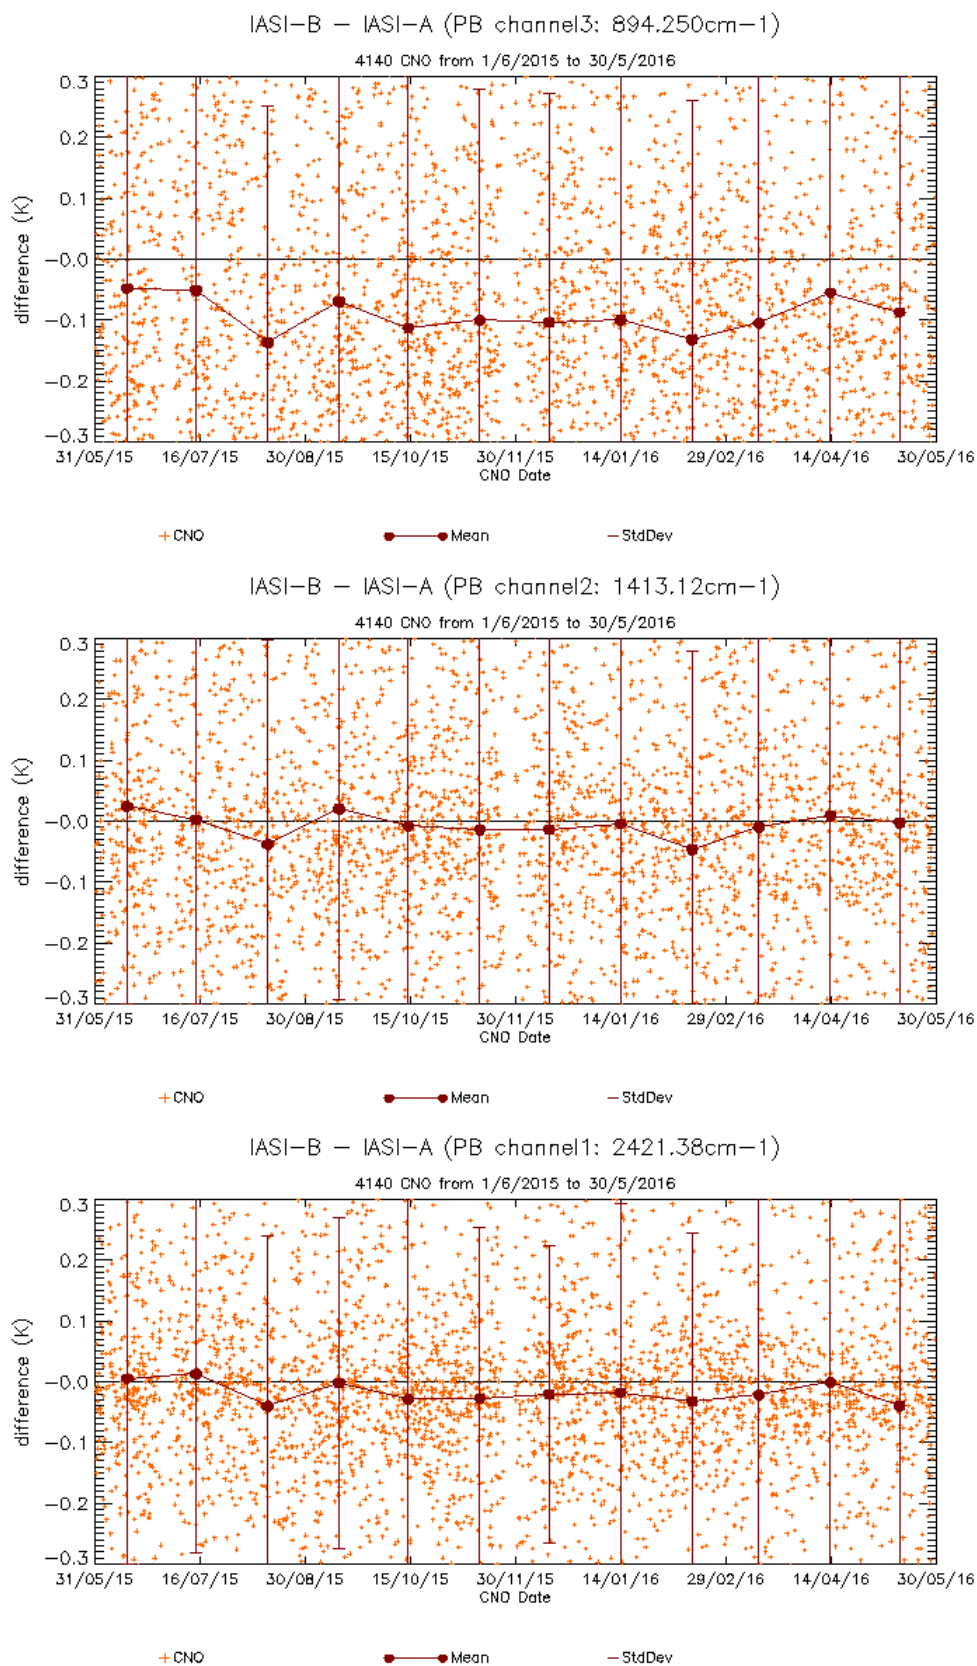 IASI-B - IASI-A (PB channel3: 894.250cm-1)
4140 CNO from 1/6/2015 to 30/5/2016
0.3
0.2
0.1
-0.0
-0.1
-0.2
-0.3
difference (K)
31/05/15 16/07/15 30/08/15 15/10/15 30/11/15 14/01/16 29/02/16 14/04/16 30/05/16
CNO Date
CNO Mean StdDev
IASI-B - IASI-A (PB channel2: 1413.12cm-1)
4140 CNO from 1/6/2015 to 30/5/2016
0.3
0.2
0.1
-0.0
-0.1
-0.2
-0.3
difference (K)
31/05/15 16/07/15 30/08/15 15/10/15 30/11/15 14/01/16 29/02/16 14/04/16 30/05/16
CNO Date
CNO Mean StdDev
IASI-B - IASI-A (PB channel1: 2421.38cm-1)
4140 CNO from 1/6/2015 to 30/5/2016
0.3
0.2
0.1
-0.0
-0.1
-0.2
-0.3
difference (K)
31/05/15 16/07/15 30/08/15 15/10/15 30/11/15 14/01/16 29/02/16 14/04/16 30/05/16
CNO Date
CNO Mean StdDev